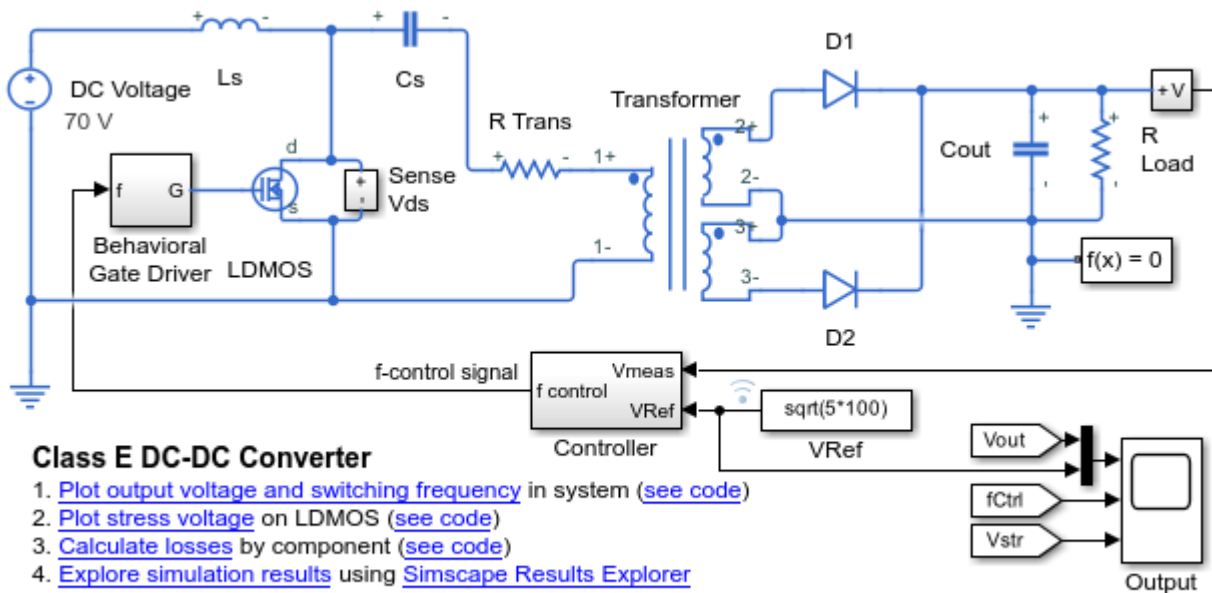 + -
Ls
+ -
Cs
D1
DC Voltage
70 V
Transformer
R Trans
+ -
1+
1-
2+
2-
3+
3-
+ V
Cout
+
-
R
Load
+
-
d
s
f G
Sense
Vds
+
-
Behavioral
Gate Driver
LDMOS
f(x) = 0
D2
f-control signal
Vmeas
f control
VRef
Controller
sqrt(5*100)
VRef
Vout
fCtrl
Vstr
Output
Class E DC-DC Converter
1. Plot output voltage and switching frequency in system (see code)
2. Plot stress voltage on LDMOS (see code)
3. Calculate losses by component (see code)
4. Explore simulation results using Simscape Results Explorer